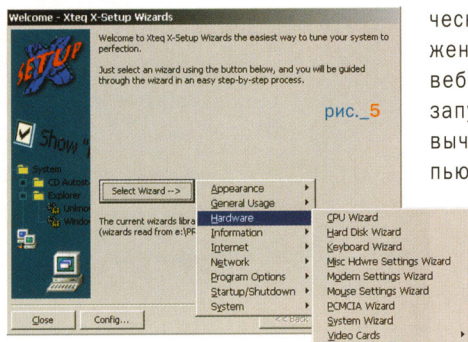 Welcome - Xteq X-Setup Wizards
Welcome to Xteq X-Setup Wizards the easiest way to tune your system to
perfection.
Just select an wizard using the button below, and you will be guided
through the wizard in an easy step-by-step process.
рис._5
SETUP
Show
System
CD Autost
Explorer
Unkno
Windo
Select Wizard -->
The current wizards libra
(wizards read from e:\PR
Appearance
General Usage
Hardware
Information
Internet
Network
Program Options
Startup/Shutdown
System
CPU Wizard
Hard Disk Wizard
Keyboard Wizard
Misc Hdwre Settings Wizard
Modem Settings Wizard
Mouse Settings Wizard
PCMCIA Wizard
System Wizard
Video Cards
Close
Config...
<< Back
ческ
жен
веб
запу
выч
пью